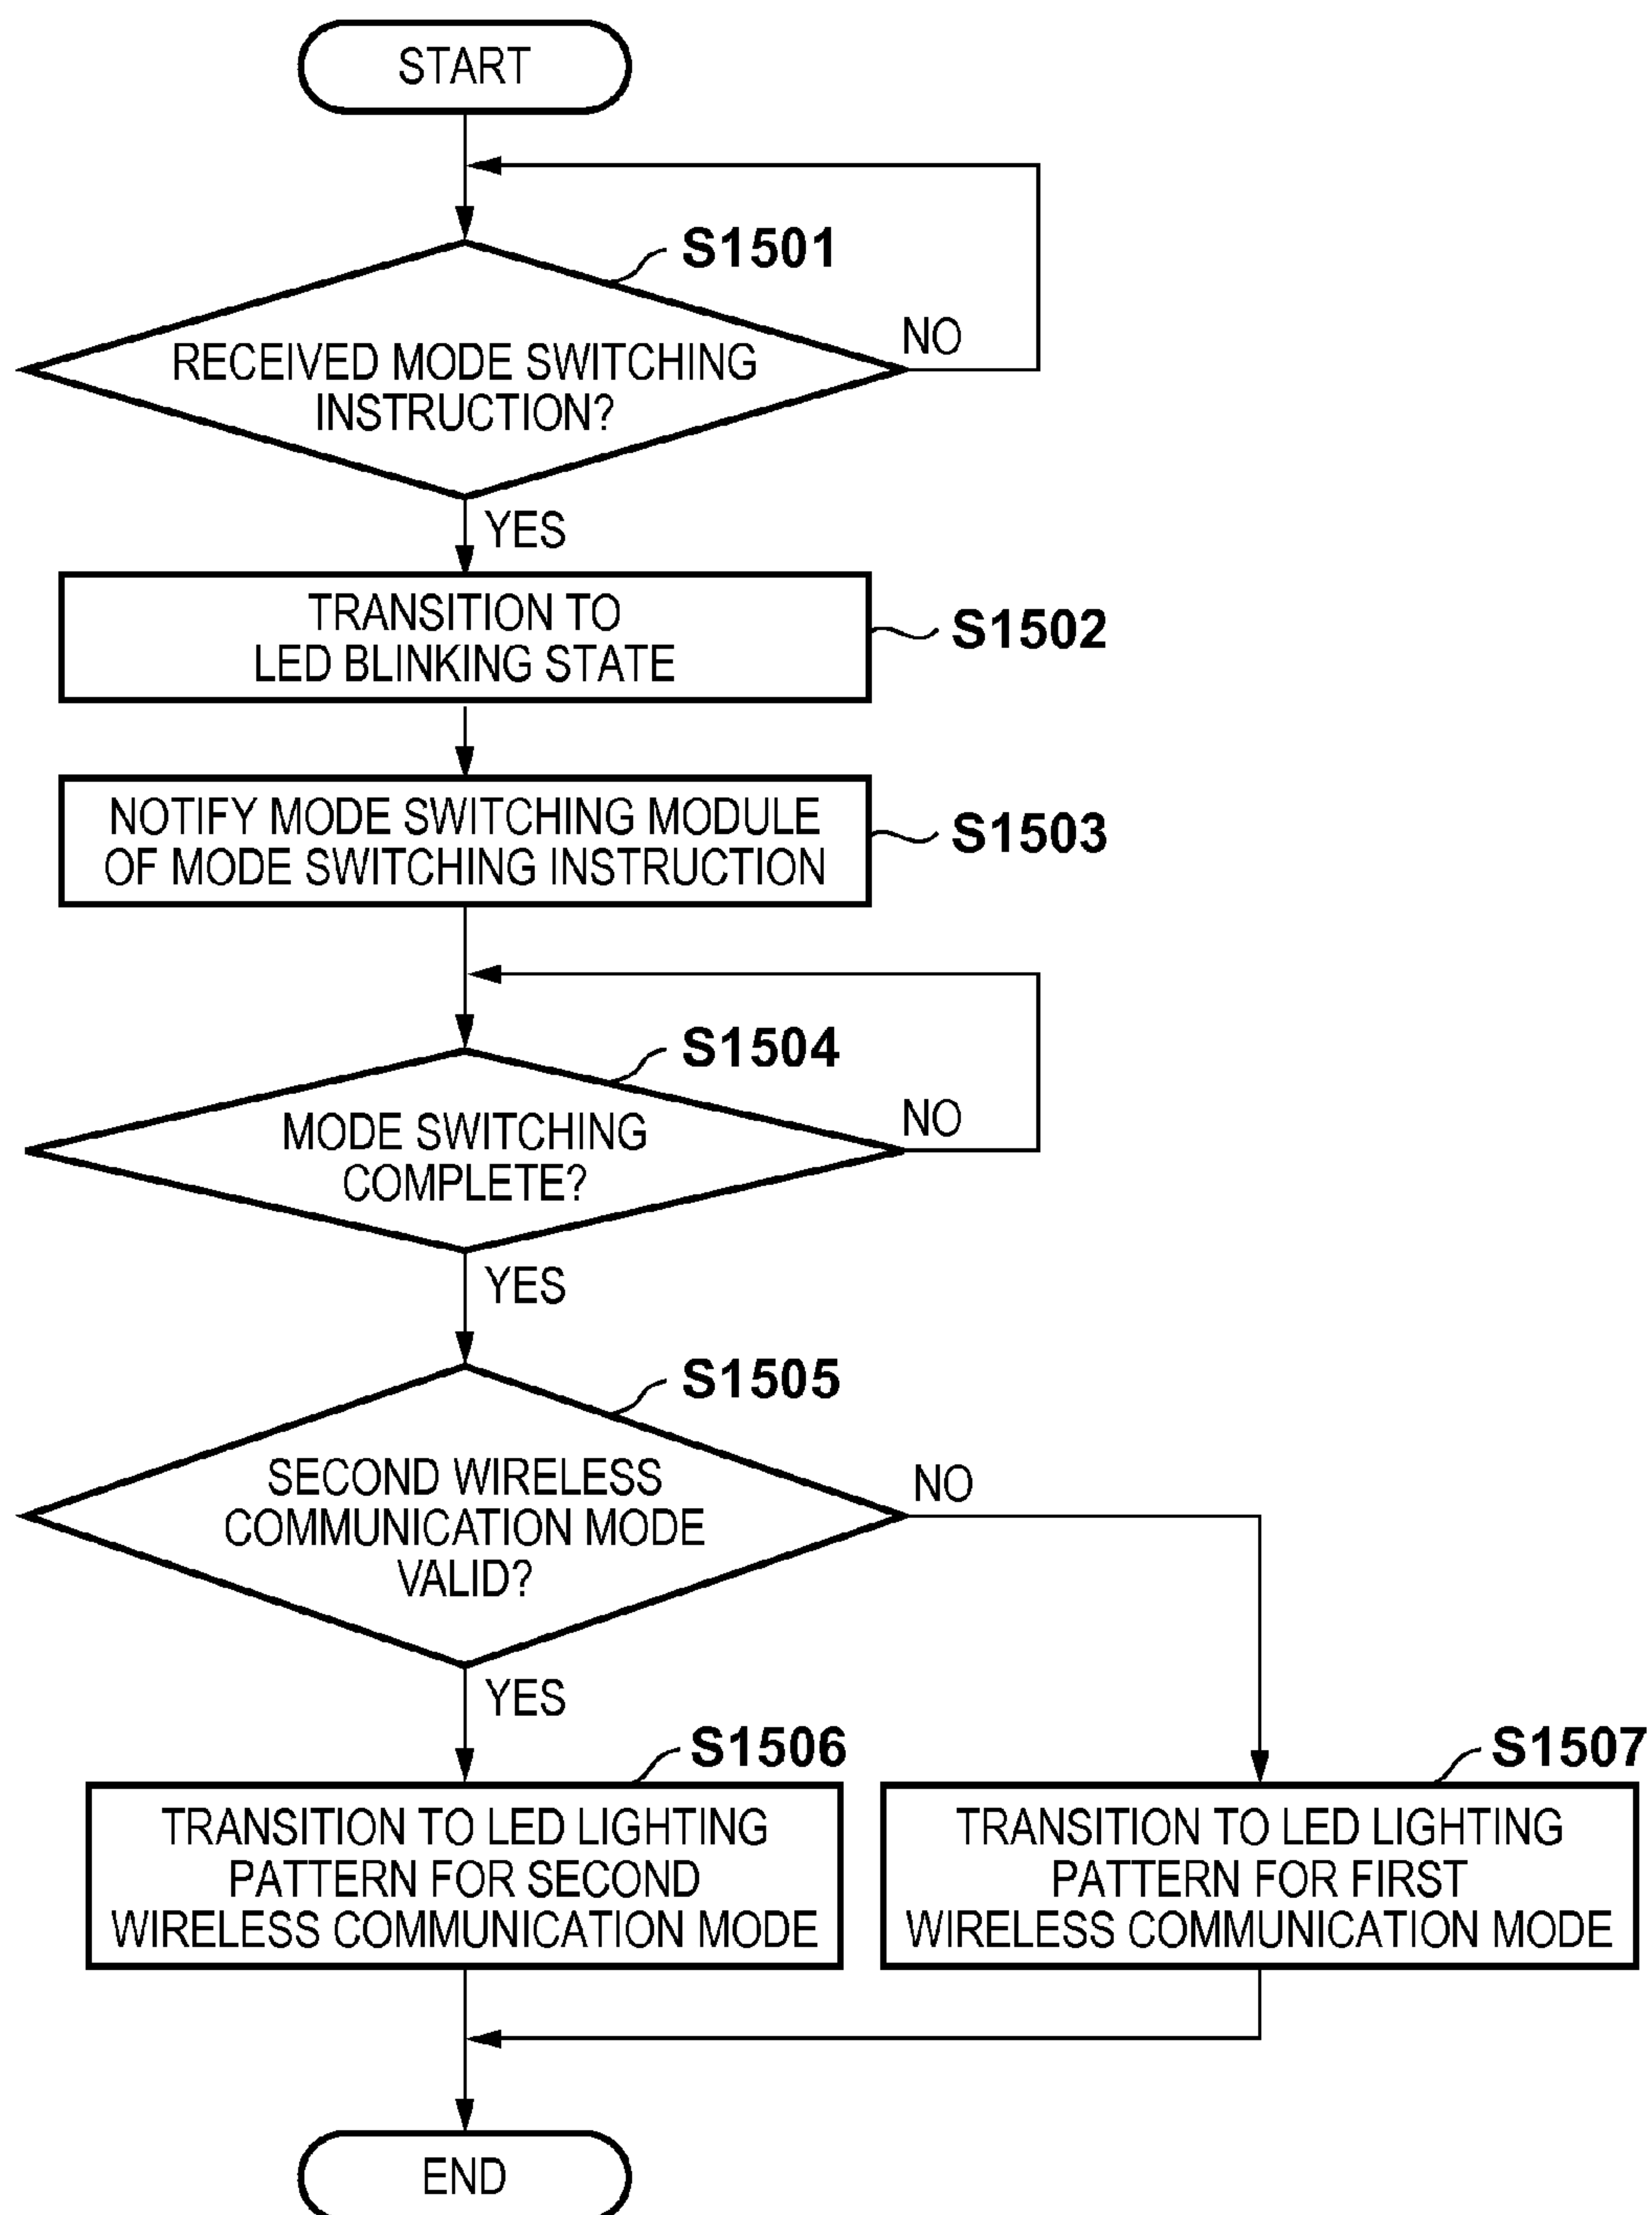 START
S1501
RECEIVED MODE SWITCHING
INSTRUCTION?
NO
YES
TRANSITION TO
LED BLINKING STATE
S1502
NOTIFY MODE SWITCHING MODULE
OF MODE SWITCHING INSTRUCTION
S1503
S1504
MODE SWITCHING
COMPLETE?
NO
YES
S1505
SECOND WIRELESS
COMMUNICATION MODE
VALID?
NO
YES
S1506
TRANSITION TO LED LIGHTING
PATTERN FOR SECOND
WIRELESS COMMUNICATION MODE
S1507
TRANSITION TO LED LIGHTING
PATTERN FOR FIRST
WIRELESS COMMUNICATION MODE
END